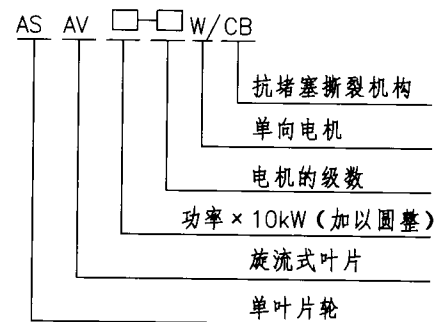 AS AV □-□ W/CB
抗堵塞撕裂机构
单向电机
电机的级数
功率×10kW(加以圆整)
旋流式叶片
单叶片轮